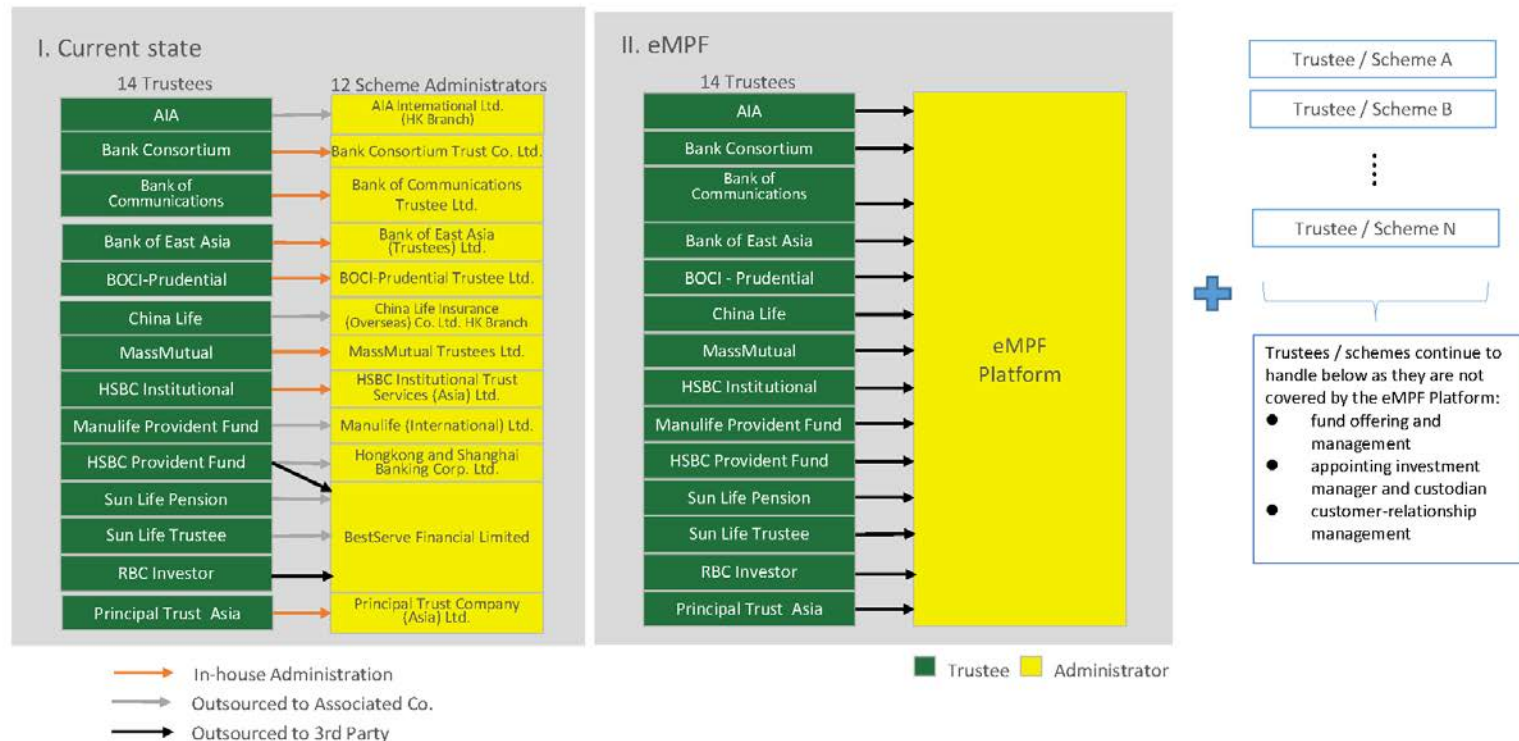 I. Current state
14 Trustees
12 Scheme Administrators
AIA
AIA International Ltd.
(HK Branch)
Bank Consortium
Bank Consortium Trust Co. Ltd.
Bank of
Communications
Bank of Communications
Trustee Ltd.
Bank of East Asia
Bank of East Asia
(Trustees) Ltd.
BOCI-Prudential
BOCI-Prudential Trustee Ltd.
China Life
China Life Insurance
(Overseas) Co. Ltd. HK Branch
MassMutual
MassMutual Trustees Ltd.
HSBC Institutional
HSBC Institutional Trust
Services (Asia) Ltd.
Manulife Provident Fund
Manulife (International) Ltd.
HSBC Provident Fund
Hongkong and Shanghai
Banking Corp. Ltd.
Sun Life Pension
Sun Life Trustee
BestServe Financial Limited
RBC Investor
Principal Trust Asia
Principal Trust Company
(Asia) Ltd.
In-house Administration
Outsourced to Associated Co.
Outsourced to 3rd Party
II. eMPF
14 Trustees
AIA
Bank Consortium
Bank of
Communications
Bank of East Asia
BOCI - Prudential
China Life
MassMutual
HSBC Institutional
Manulife Provident Fund
HSBC Provident Fund
Sun Life Pension
Sun Life Trustee
RBC Investor
Principal Trust Asia
eMPF
Platform
Trustee
Administrator
Trustee / Scheme A
Trustee / Scheme B
Trustee / Scheme N
Trustees / schemes continue to
handle below as they are not
covered by the eMPF Platform:
● fund offering and
management
● appointing investment
manager and custodian
● customer-relationship
management